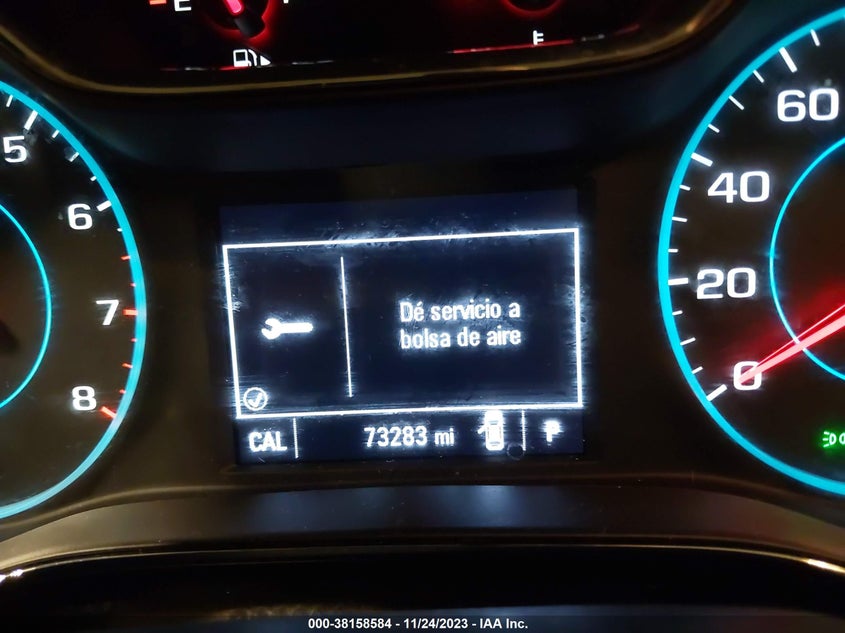 E
5
6
7
8
60
40
20
0
Dé servicio a
bolsa de aire
CAL
73283 mi
P
000-38158584 - 11/24/2023 - IAA Inc.